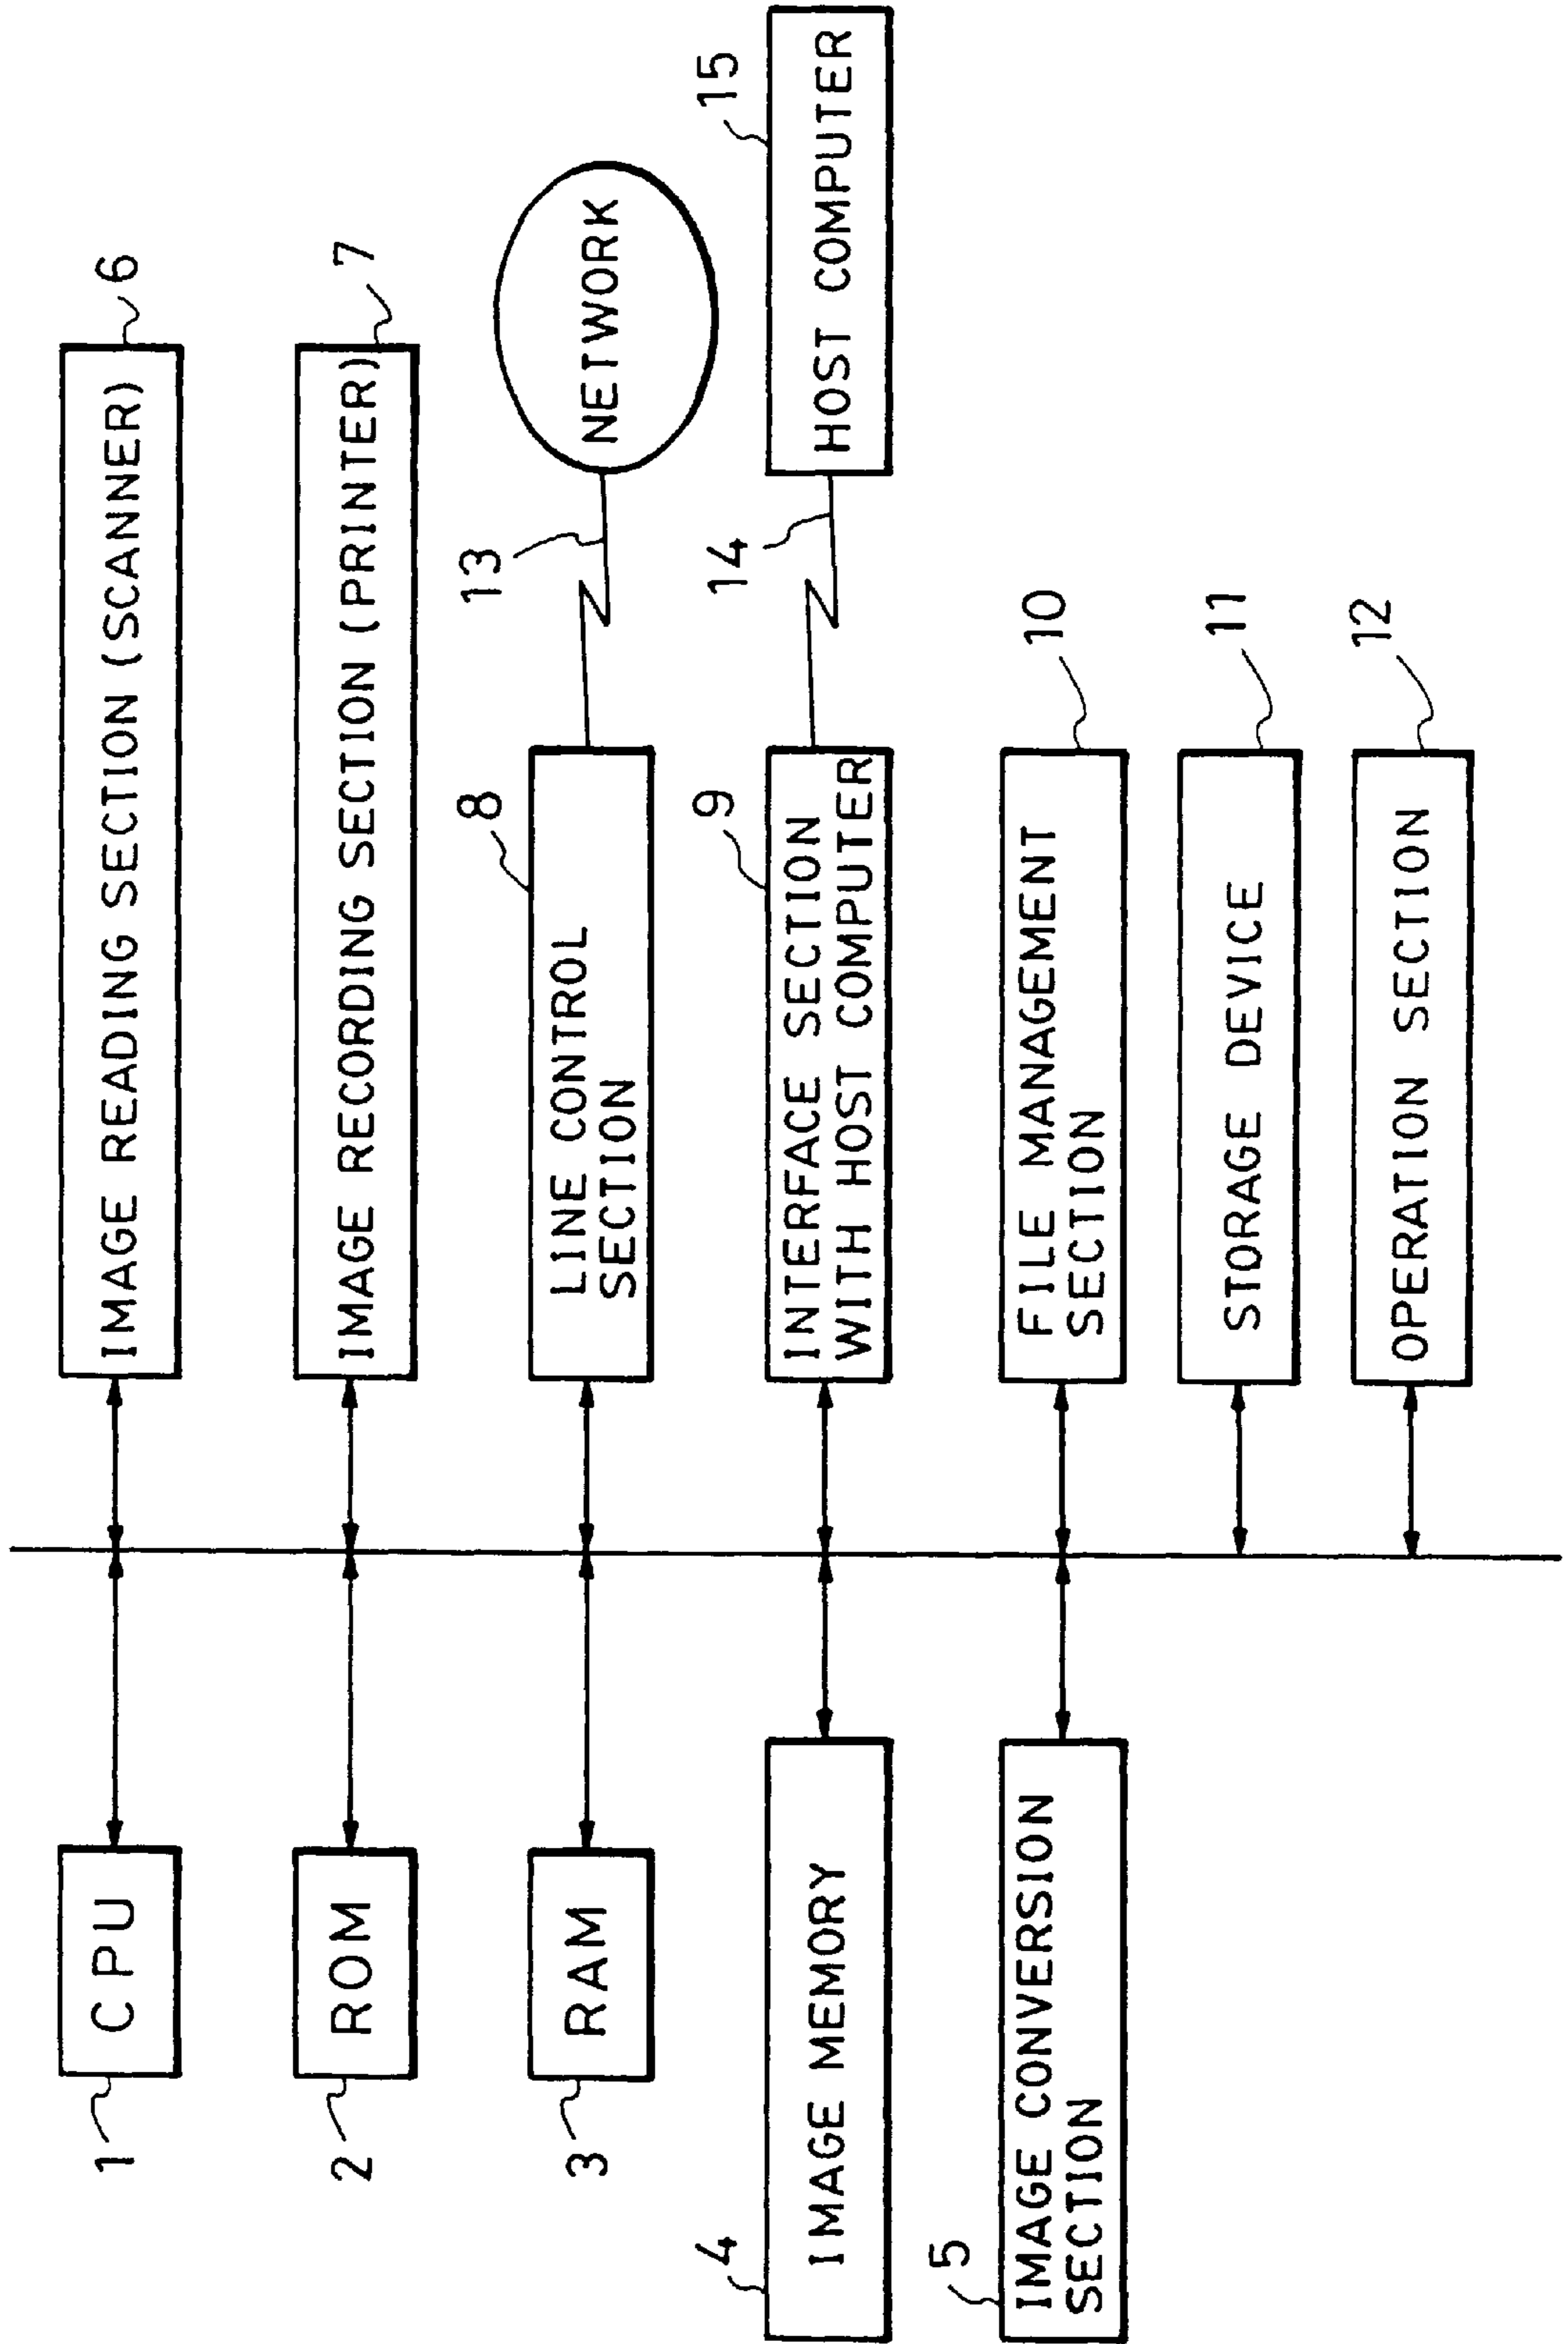 1
CPU
2
ROM
3
RAM
4
IMAGE MEMORY
5
IMAGE CONVERSION
SECTION
6
IMAGE READING SECTION (SCANNER)
7
IMAGE RECORDING SECTION (PRINTER)
8
LINE CONTROL
SECTION
13
NETWORK
9
INTERFACE SECTION
WITH HOST COMPUTER
14
15
HOST COMPUTER
10
FILE MANAGEMENT
SECTION
11
STORAGE DEVICE
12
OPERATION SECTION